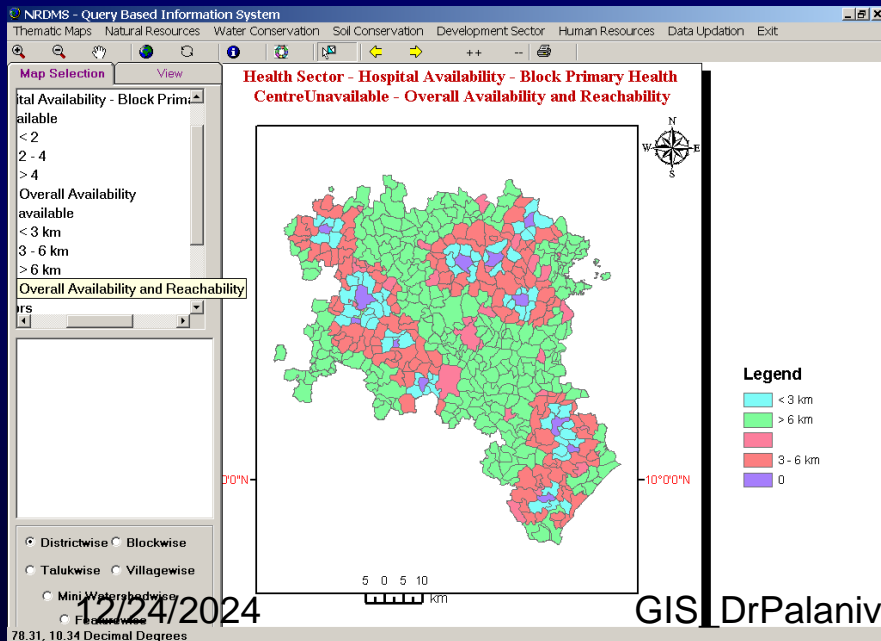 NRDMS - Query Based Information System
Thematic Maps Natural Resources Water Conservation Soil Conservation Development Sector Human Resources Data Updation Exit
++ --
Map Selection View
Health Sector - Hospital Availability - Block Primary Health
CentreUnavailable - Overall Availability and Reachability
ital Availability - Block Prima
ailable
< 2
2 - 4
> 4
Overall Availability
available
< 3 km
3 - 6 km
> 6 km
Overall Availability and Reachability
rs
N
W E
S
Legend
< 3 km
> 6 km
3 - 6 km
0
0'0"N
10°0'0"N
5 0 5 10
km
Districtwise Blockwise
Talukwise Villagewise
Mini Watershedwise
Featurewise
12/24/2024
GIS_DrPalaniv
78.31, 10.34 Decimal Degrees